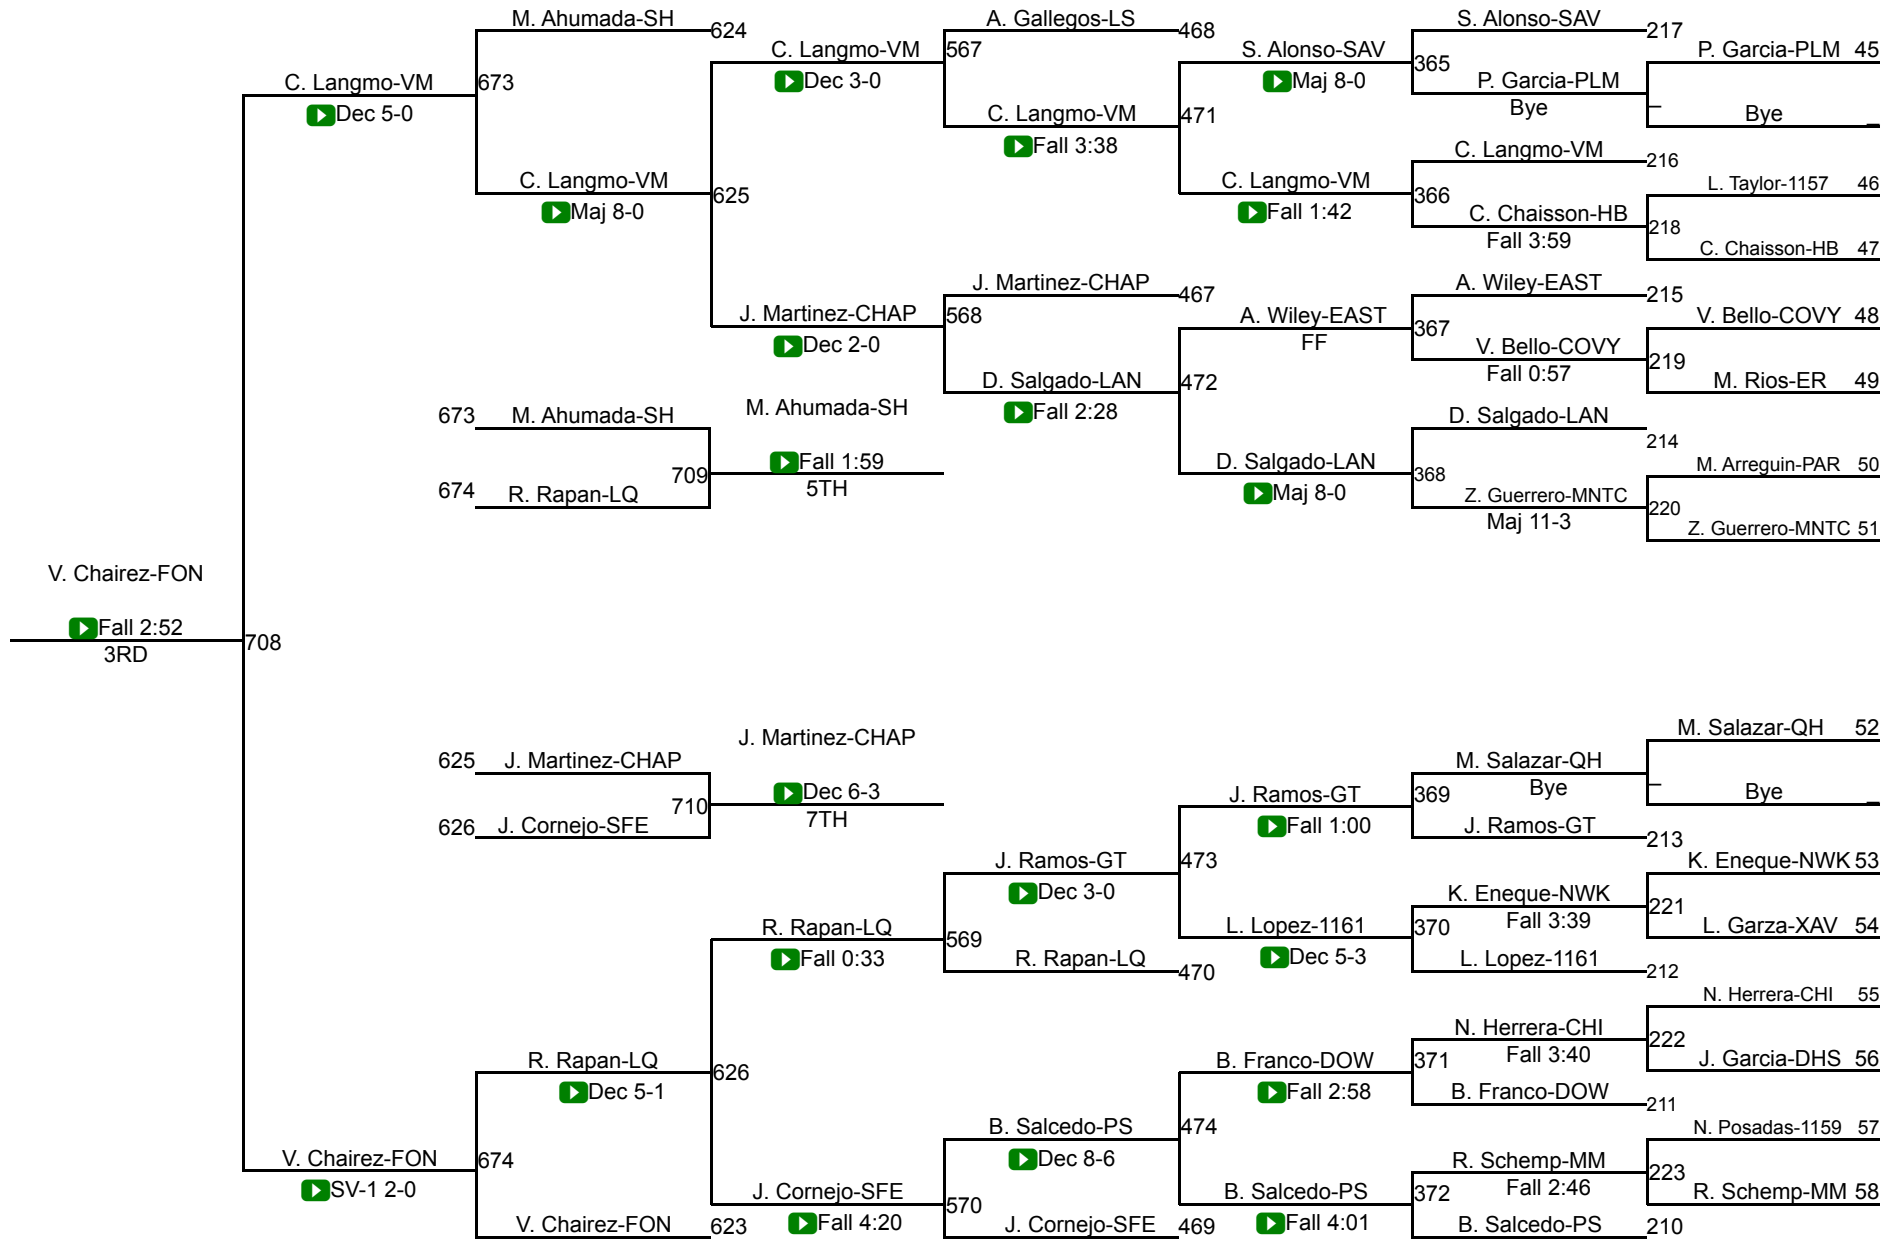 M. Ahumada-SH
624
A. Gallegos-LS
468
S. Alonso-SAV
217
C. Langmo-VM
Dec 3-0
567
S. Alonso-SAV
Maj 8-0
365
P. Garcia-PLM 45
P. Garcia-PLM
Bye
Bye
C. Langmo-VM
Dec 5-0
673
C. Langmo-VM
Fall 3:38
471
C. Langmo-VM
216
C. Langmo-VM
Maj 8-0
625
C. Langmo-VM
Fall 1:42
366
L. Taylor-1157 46
C. Chaisson-HB
Fall 3:59
218
C. Chaisson-HB 47
J. Martinez-CHAP
467
A. Wiley-EAST
215
J. Martinez-CHAP
Dec 2-0
568
A. Wiley-EAST
FF
367
V. Bello-COVY 48
V. Bello-COVY
Fall 0:57
219
M. Rios-ER 49
D. Salgado-LAN
Fall 2:28
472
D. Salgado-LAN
214
673 M. Ahumada-SH
M. Ahumada-SH
Fall 1:59
709
5TH
674 R. Rapan-LQ
D. Salgado-LAN
Maj 8-0
368
M. Arreguin-PAR 50
Z. Guerrero-MNTC
Maj 11-3
220
Z. Guerrero-MNTC 51
V. Chairez-FON
Fall 2:52
3RD
708
M. Salazar-QH 52
625 J. Martinez-CHAP
J. Martinez-CHAP
Dec 6-3
710
7TH
626 J. Cornejo-SFE
M. Salazar-QH
Bye
Bye
J. Ramos-GT
Fall 1:00
369
J. Ramos-GT
213
J. Ramos-GT
Dec 3-0
473
K. Eneque-NWK 53
K. Eneque-NWK
Fall 3:39
221
L. Garza-XAV 54
R. Rapan-LQ
Fall 0:33
569
L. Lopez-1161
Dec 5-3
370
R. Rapan-LQ
470
L. Lopez-1161
212
N. Herrera-CHI 55
N. Herrera-CHI
Fall 3:40
222
J. Garcia-DHS 56
R. Rapan-LQ
Dec 5-1
626
B. Franco-DOW
Fall 2:58
371
B. Franco-DOW
211
B. Salcedo-PS
Dec 8-6
474
N. Posadas-1159 57
V. Chairez-FON
SV-1 2-0
674
R. Schemp-MM
Fall 2:46
223
R. Schemp-MM 58
J. Cornejo-SFE
Fall 4:20
570
B. Salcedo-PS
Fall 4:01
372
V. Chairez-FON
623
J. Cornejo-SFE
469
B. Salcedo-PS
210